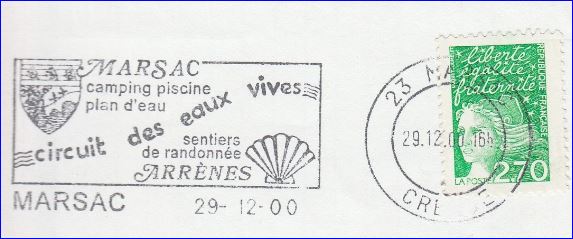 MARSAC
camping piscine
plan d'eau
circuit des eaux vives
sentiers
de randonnée
ARRÈNES
MARSAC 29-12-00
23
29.12.00 16H
liberté
égalité
fraternité
RÉPUBLIQUE FRANÇAISE
LA POSTE 2,70